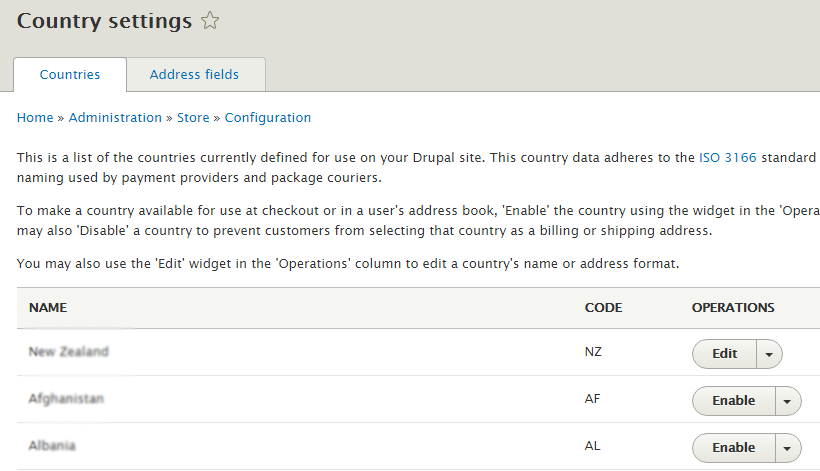 Country settings
Countries
Address fields
Home » Administration » Store » Configuration
This is a list of the countries currently defined for use on your Drupal site. This country data adheres to the ISO 3166 standard
naming used by payment providers and package couriers.
To make a country available for use at checkout or in a user's address book, 'Enable' the country using the widget in the 'Opera
may also 'Disable' a country to prevent customers from selecting that country as a billing or shipping address.
You may also use the 'Edit' widget in the 'Operations' column to edit a country's name or address format.
NAME CODE OPERATIONS
New Zealand NZ Edit
Afghanistan AF Enable
Albania AL Enable